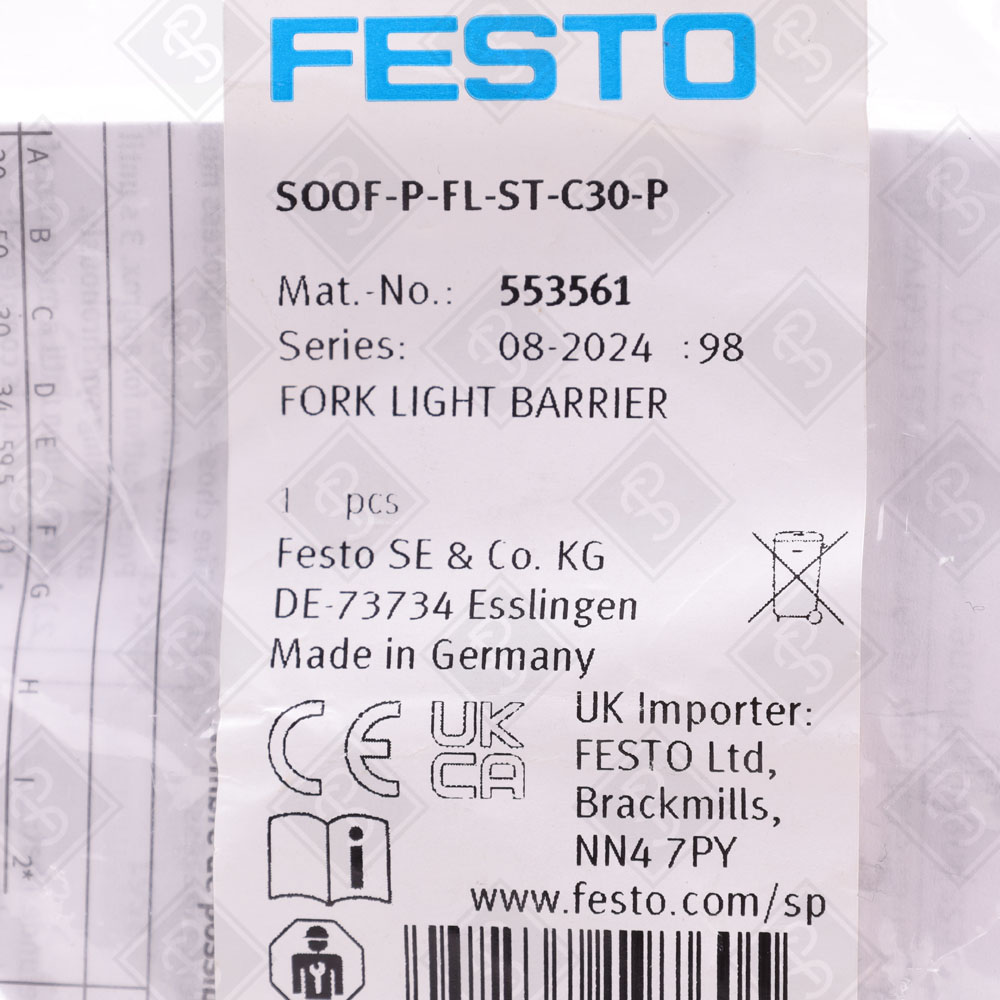 FESTO
SOOF-P-FL-ST-C30-P
Mat.-No.: 553561
Series: 08-2024 :98
FORK LIGHT BARRIER
1 pcs
Festo SE & Co. KG
DE-73734 Esslingen
Made in Germany
CE
UK
CA
UK Importer:
FESTO Ltd,
Brackmills,
NN4 7PY
www.festo.com/sp
A
B
C
D
E
F
G
H
I
2*